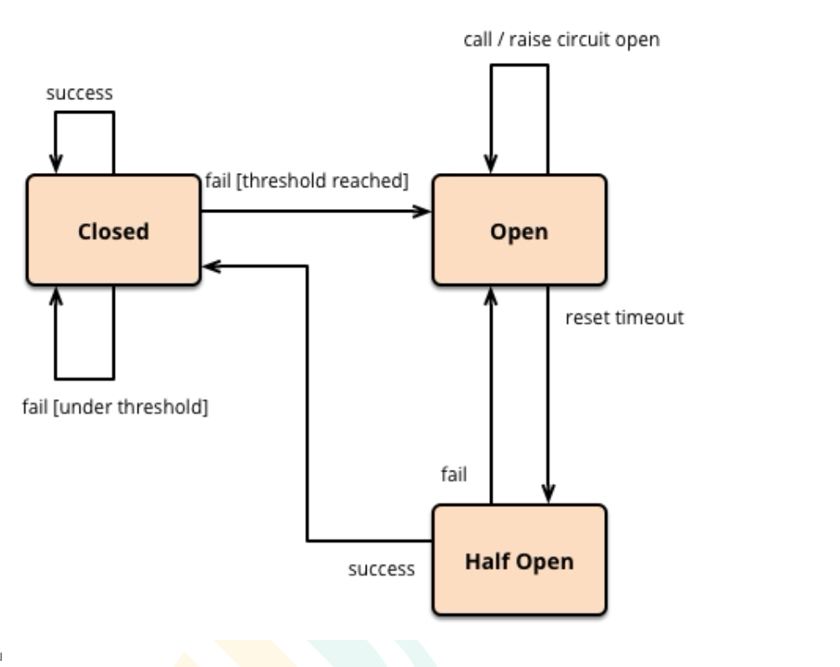 call / raise circuit open
success
fail [threshold reached]
Closed
Open
reset timeout
fail [under threshold]
fail
Half Open
success